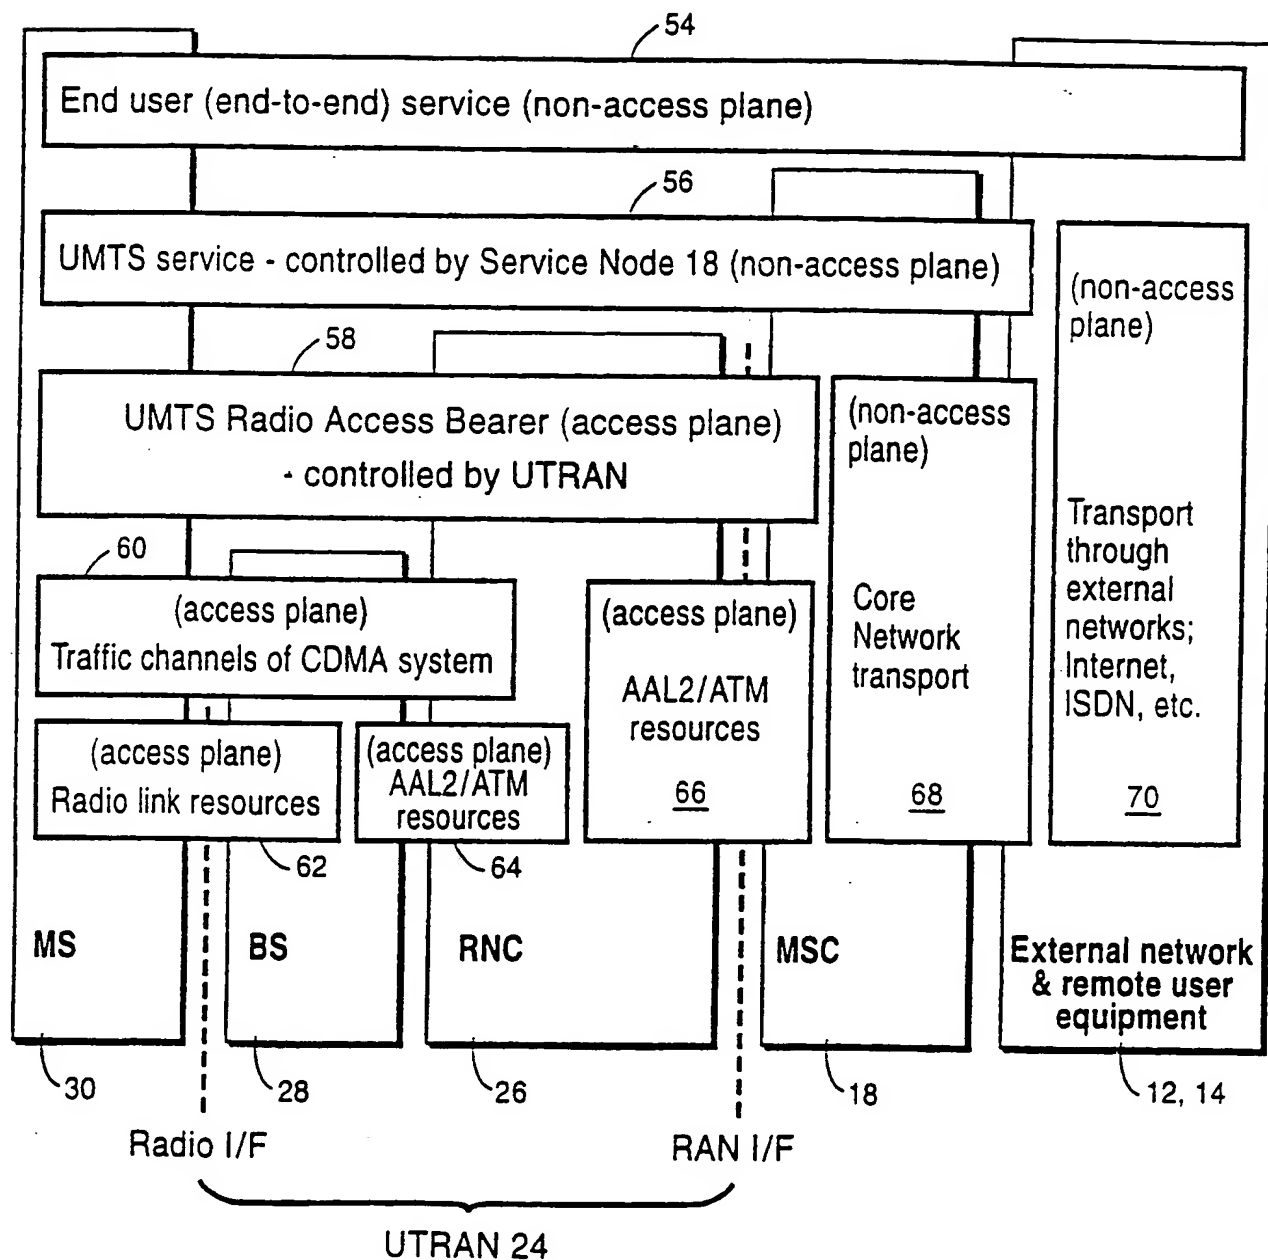 54
End user (end-to-end) service (non-access plane)
56
UMTS service - controlled by Service Node 18 (non-access plane)
(non-access
plane)
58
UMTS Radio Access Bearer (access plane)
- controlled by UTRAN
(non-access
plane)
Transport
through
external
networks;
Internet,
ISDN, etc.
60
(access plane)
Traffic channels of CDMA system
(access plane)
AAL2/ATM
resources
66
Core
Network
transport
68
70
(access plane)
Radio link resources
(access plane)
AAL2/ATM
resources
62
64
MS
BS
RNC
MSC
External network
& remote user
equipment
30
28
26
18
12, 14
Radio I/F
RAN I/F
UTRAN 24